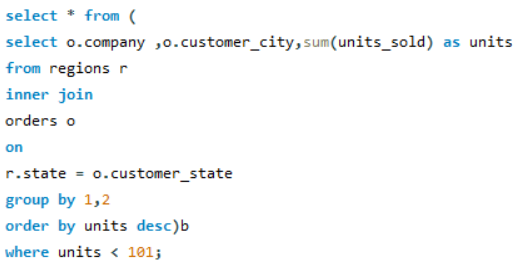 select * from (
select o.company ,o.customer_city,sum(units_sold) as units
from regions r
inner join
orders o
on
r.state = o.customer_state
group by 1,2
order by units desc)b
where units < 101;